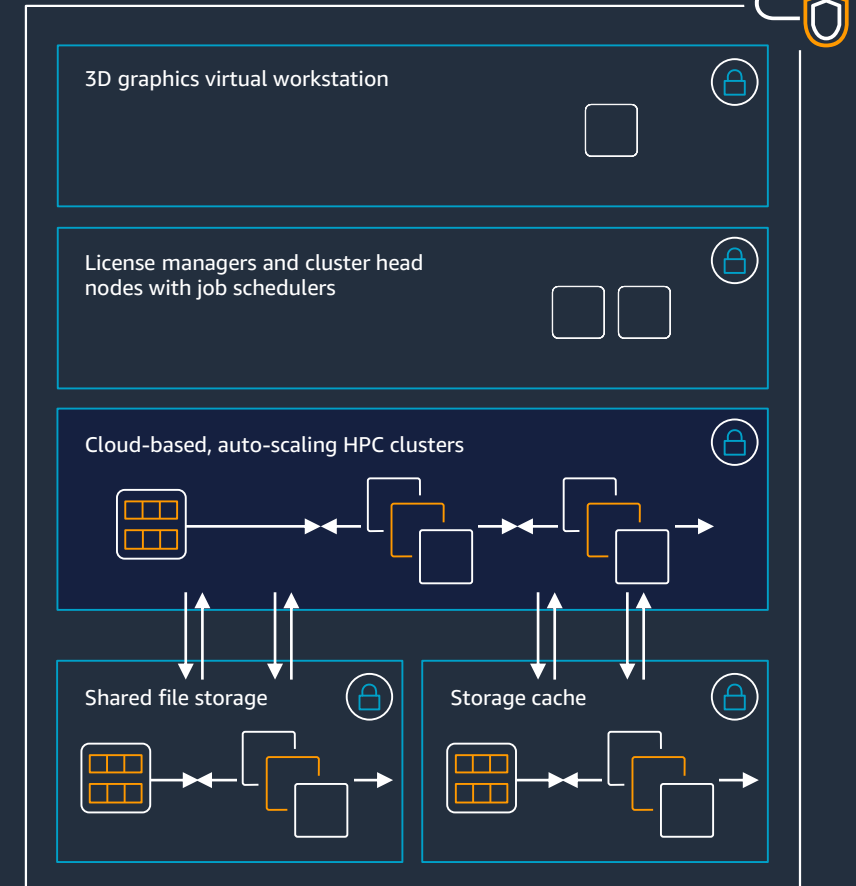 3D graphics virtual workstation
License managers and cluster head
nodes with job schedulers
Cloud-based, auto-scaling HPC clusters
Shared file storage
Storage cache